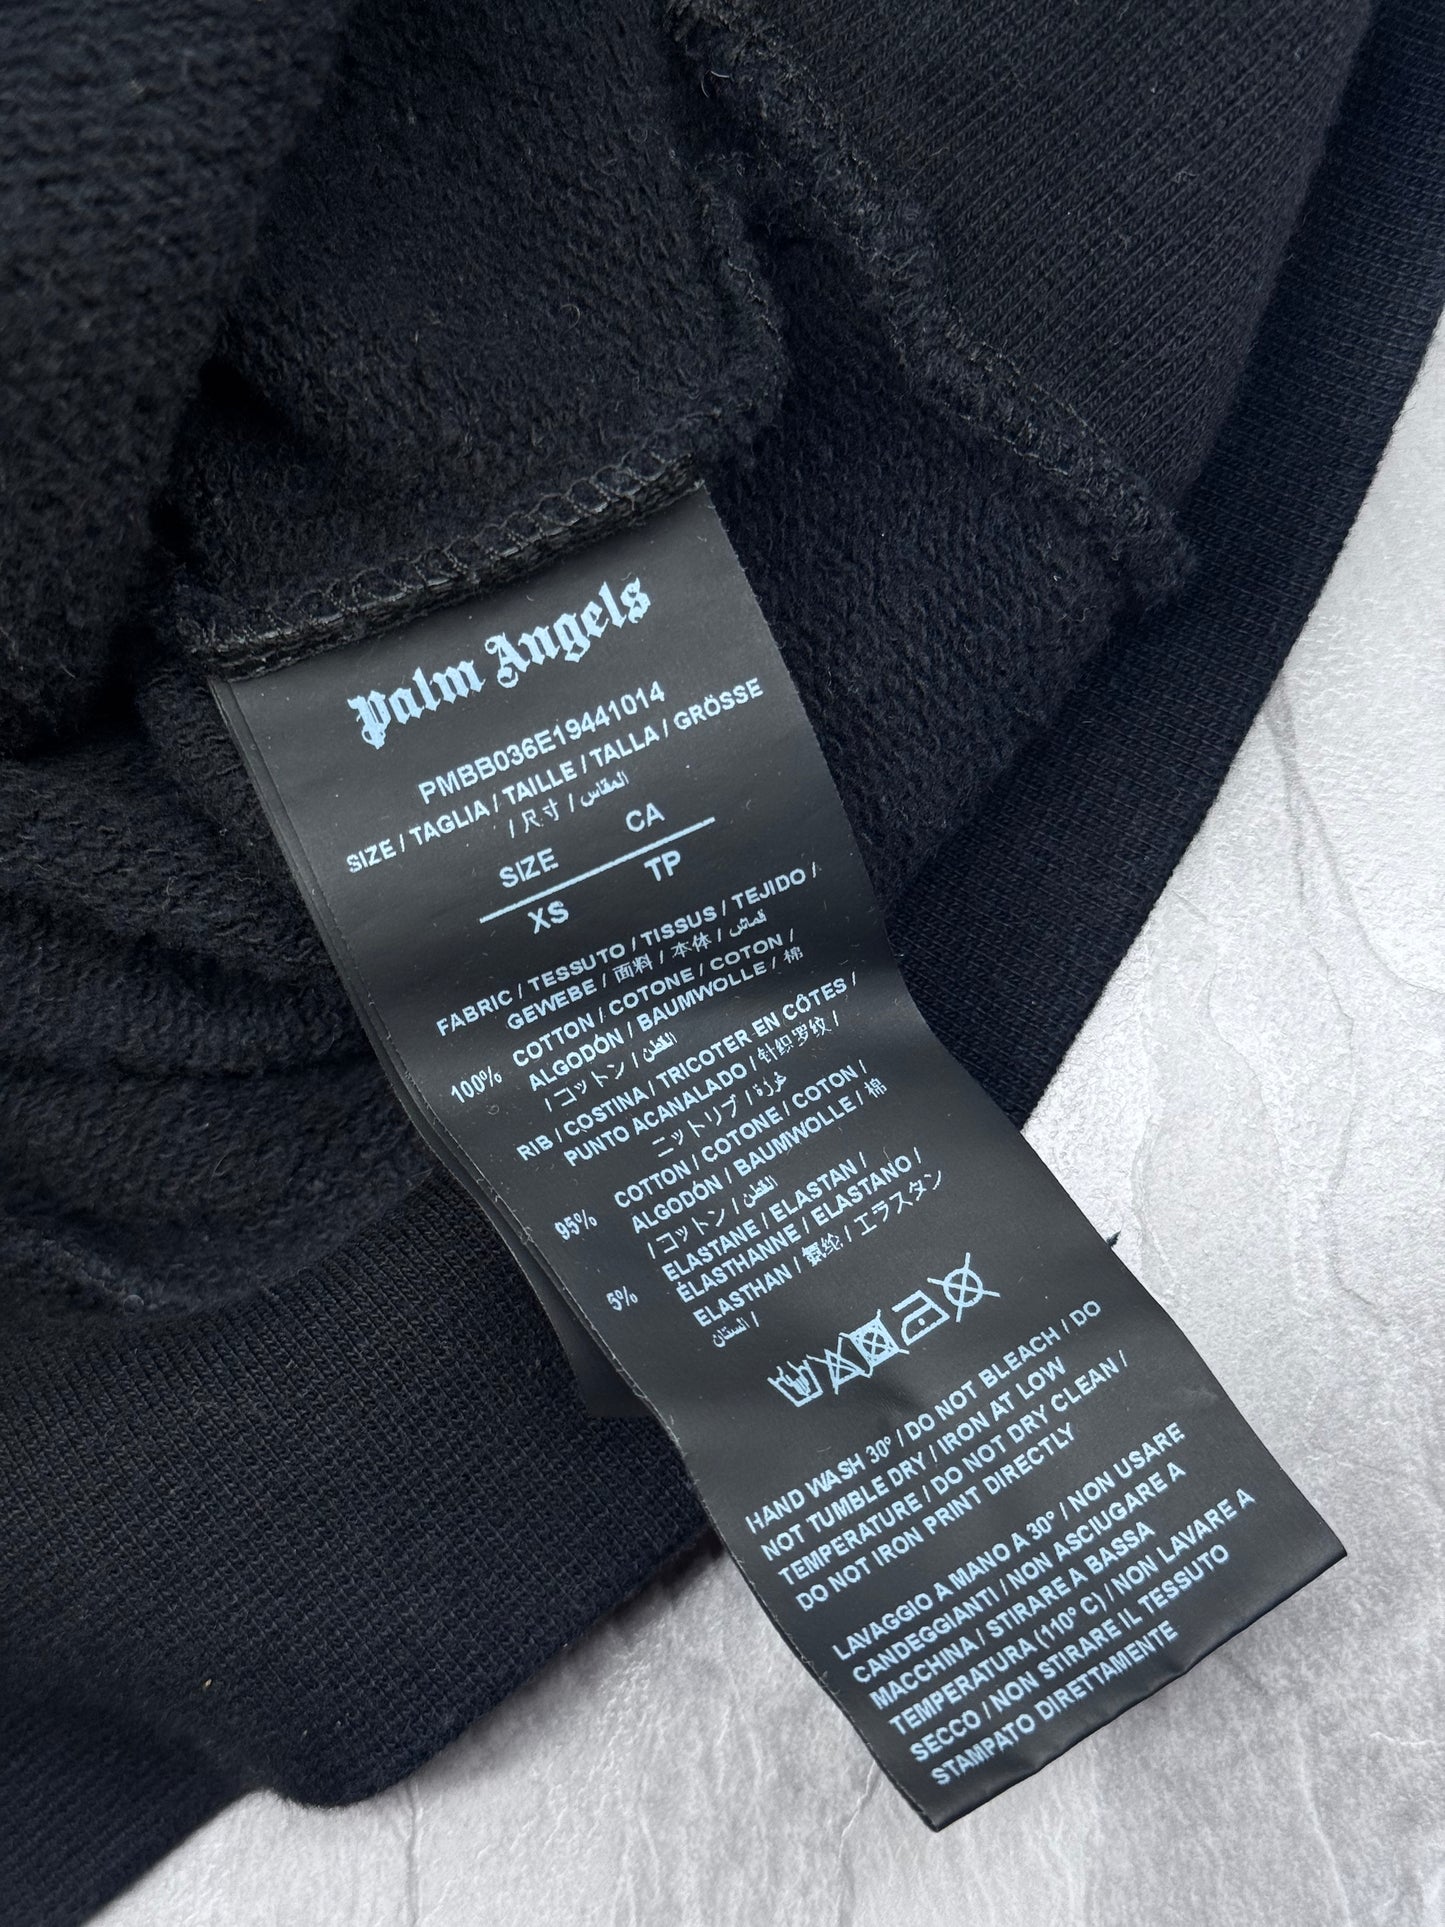 Palm Angels
PMBB036E19441014
SIZE / TAGLIA / TAILLE / TALLA / GRÖSSE
/ 尺寸 / المقاس
SIZE CA
XS TP
FABRIC / TESSUTO / TISSUS / TEJIDO /
GEWEBE / 面料 / 本体 / قماش
100% COTTON / COTONE / COTON /
ALGODÓN / BAUMWOLLE / 棉
/ コットン / القطن
RIB / COSTINA / TRICOTER EN CÔTES /
PUNTO ACANALADO / 针织罗纹 /
ニットリブ / غرزة
95% COTTON / COTONE / COTON /
ALGODÓN / BAUMWOLLE / 棉
/ コットン / القطن
5% ELASTANE / ELASTAN /
ÉLASTHANNE / ELASTANO /
ELASTHAN / 氨纶 / エラスタン
الستان
HAND WASH 30° / DO NOT BLEACH / DO
NOT TUMBLE DRY / IRON AT LOW
TEMPERATURE / DO NOT DRY CLEAN /
DO NOT IRON PRINT DIRECTLY
LAVAGGIO A MANO A 30° / NON USARE
CANDEGGIANTI / NON ASCIUGARE A
MACCHINA / STIRARE A BASSA
TEMPERATURA (110° C) / NON LAVARE A
SECCO / NON STIRARE IL TESSUTO
STAMPATO DIRETTAMENTE